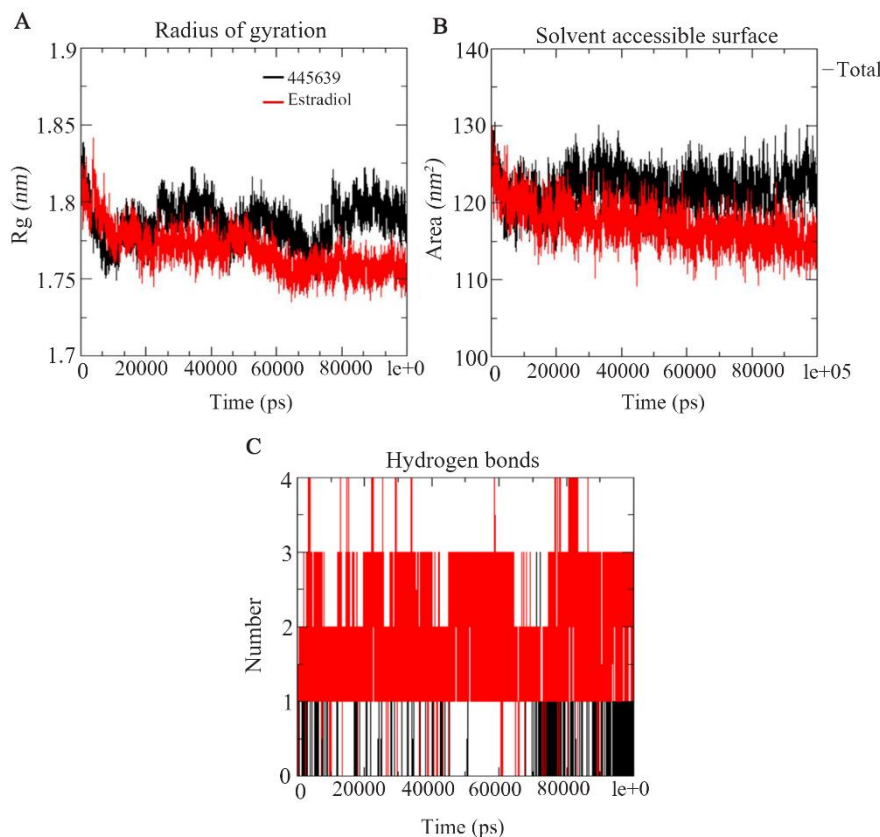 A
Radius of gyration
1.9
1.85
1.8
1.75
1.7
Rg (nm)
445639
Estradiol
0 20000 40000 60000 80000 1e+0
Time (ps)
B
Solvent accessible surface
Total
140
130
120
110
100
Area (nm²)
0 20000 40000 60000 80000 1e+05
Time (ps)
C
Hydrogen bonds
4
3
2
1
0
Number
0 20000 40000 60000 80000 1e+0
Time (ps)